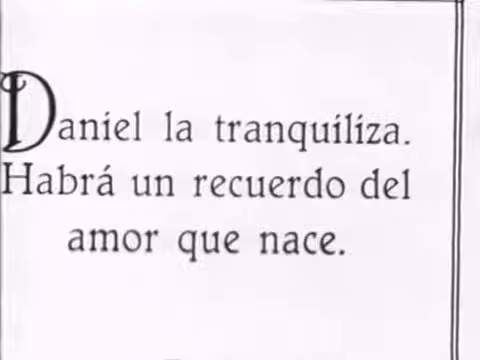 Daniel la tranquiliza.
Habrá un recuerdo del
amor que nace.